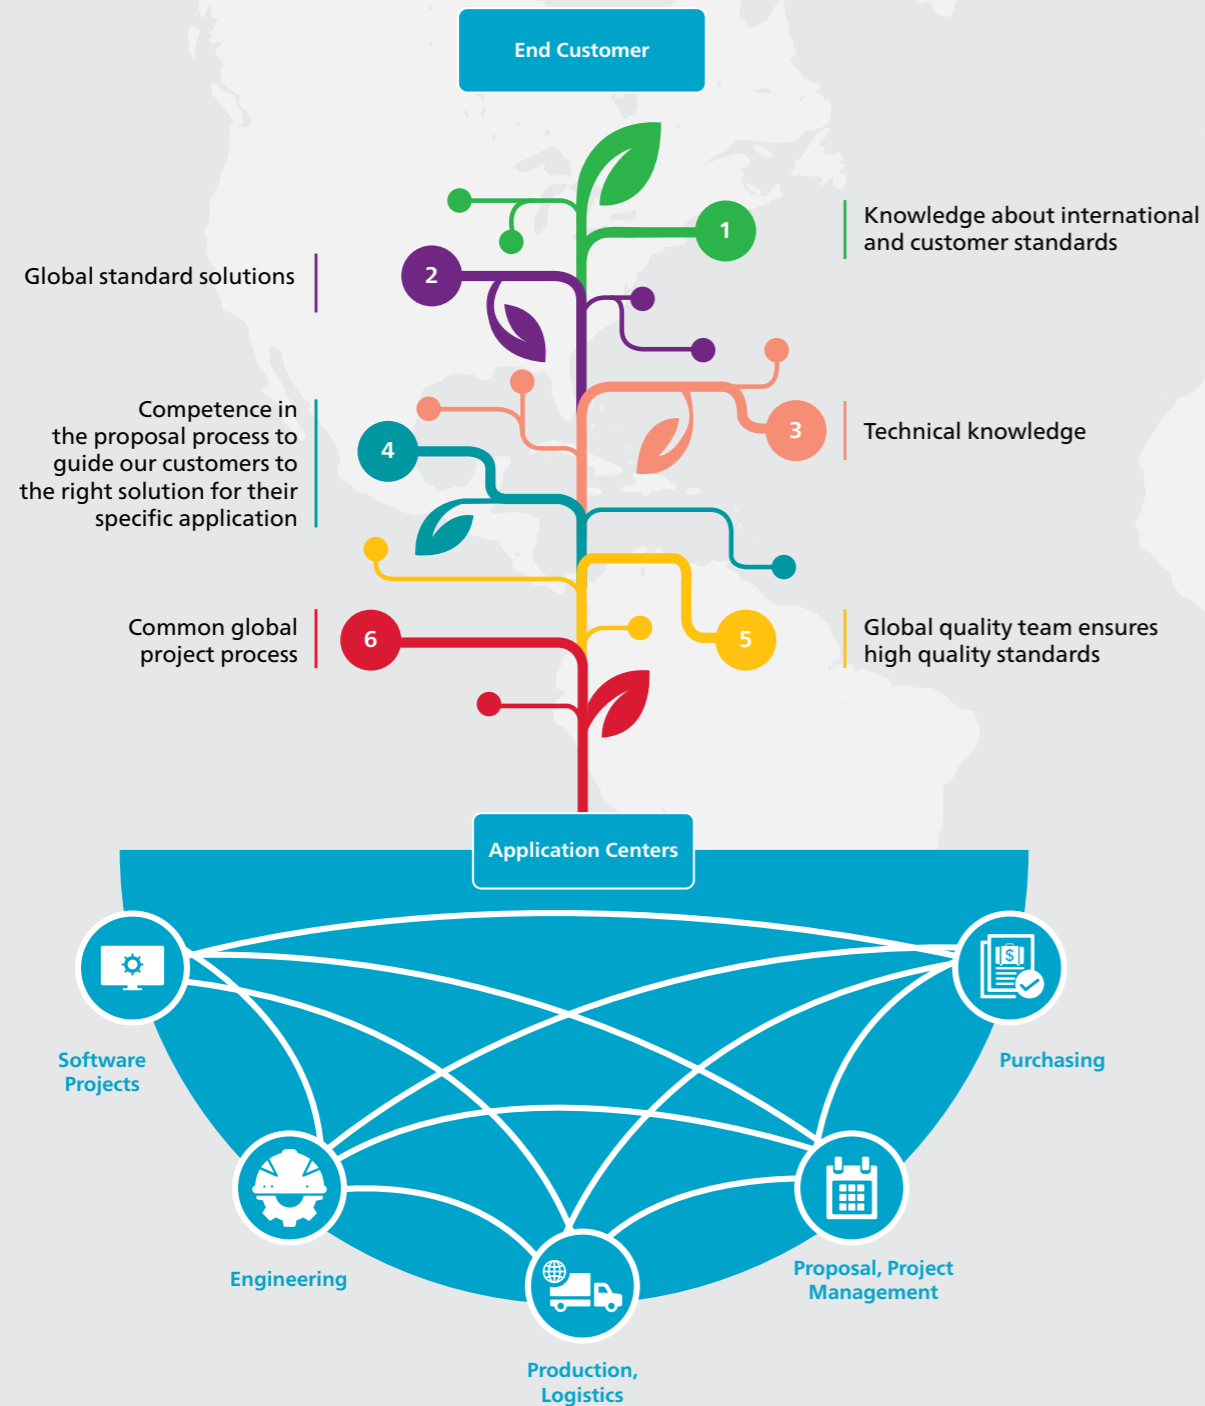 End Customer
1
Knowledge about international
and customer standards
Global standard solutions
2
3
Technical knowledge
Competence in
the proposal process to
guide our customers to
the right solution for their
specific application
4
Common global
project process
6
5
Global quality team ensures
high quality standards
Application Centers
$
Software
Projects
Purchasing
Engineering
Proposal, Project
Management
Production,
Logistics